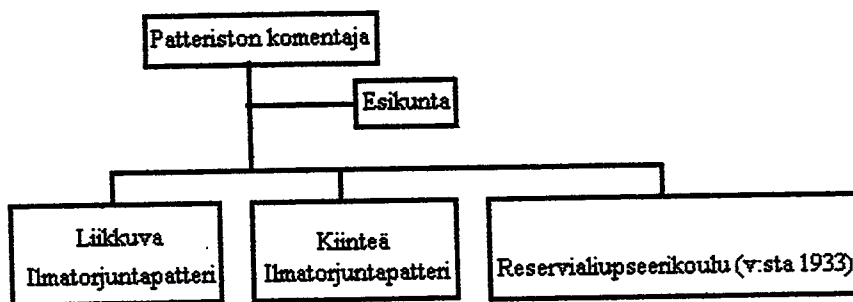 Patteriston komentaja
Esikunta
Liikkuva
Ilmatorjuntapatteri
Kiinteä
Ilmatorjuntapatteri
Reservialiupseerikoulu (v:sta 1933)